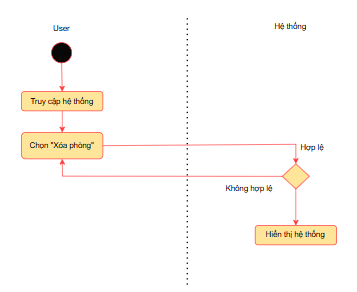 User
Hệ thống
Truy cập hệ thống
Chọn "Xóa phòng"
Hợp lệ
Không hợp lệ
Hiển thị hệ thống